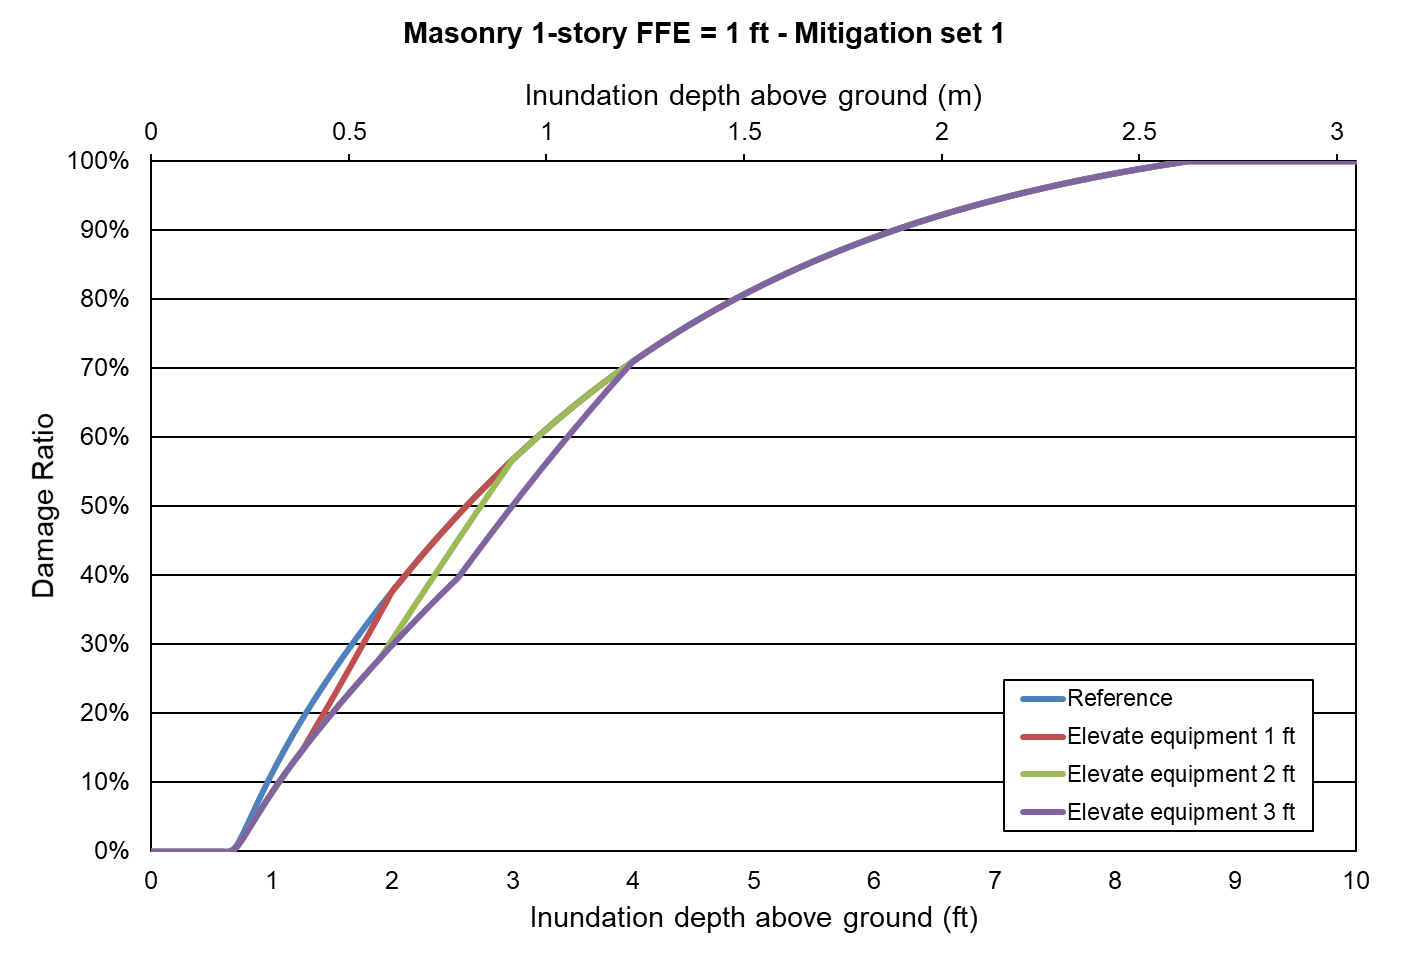 Masonry 1-story FFE = 1 ft - Mitigation set 1
Inundation depth above ground (m)
0 0.5 1 1.5 2 2.5 3
100%
90%
80%
70%
60%
50%
40%
30%
20%
10%
0%
Damage Ratio
Reference
Elevate equipment 1 ft
Elevate equipment 2 ft
Elevate equipment 3 ft
0 1 2 3 4 5 6 7 8 9 10
Inundation depth above ground (ft)